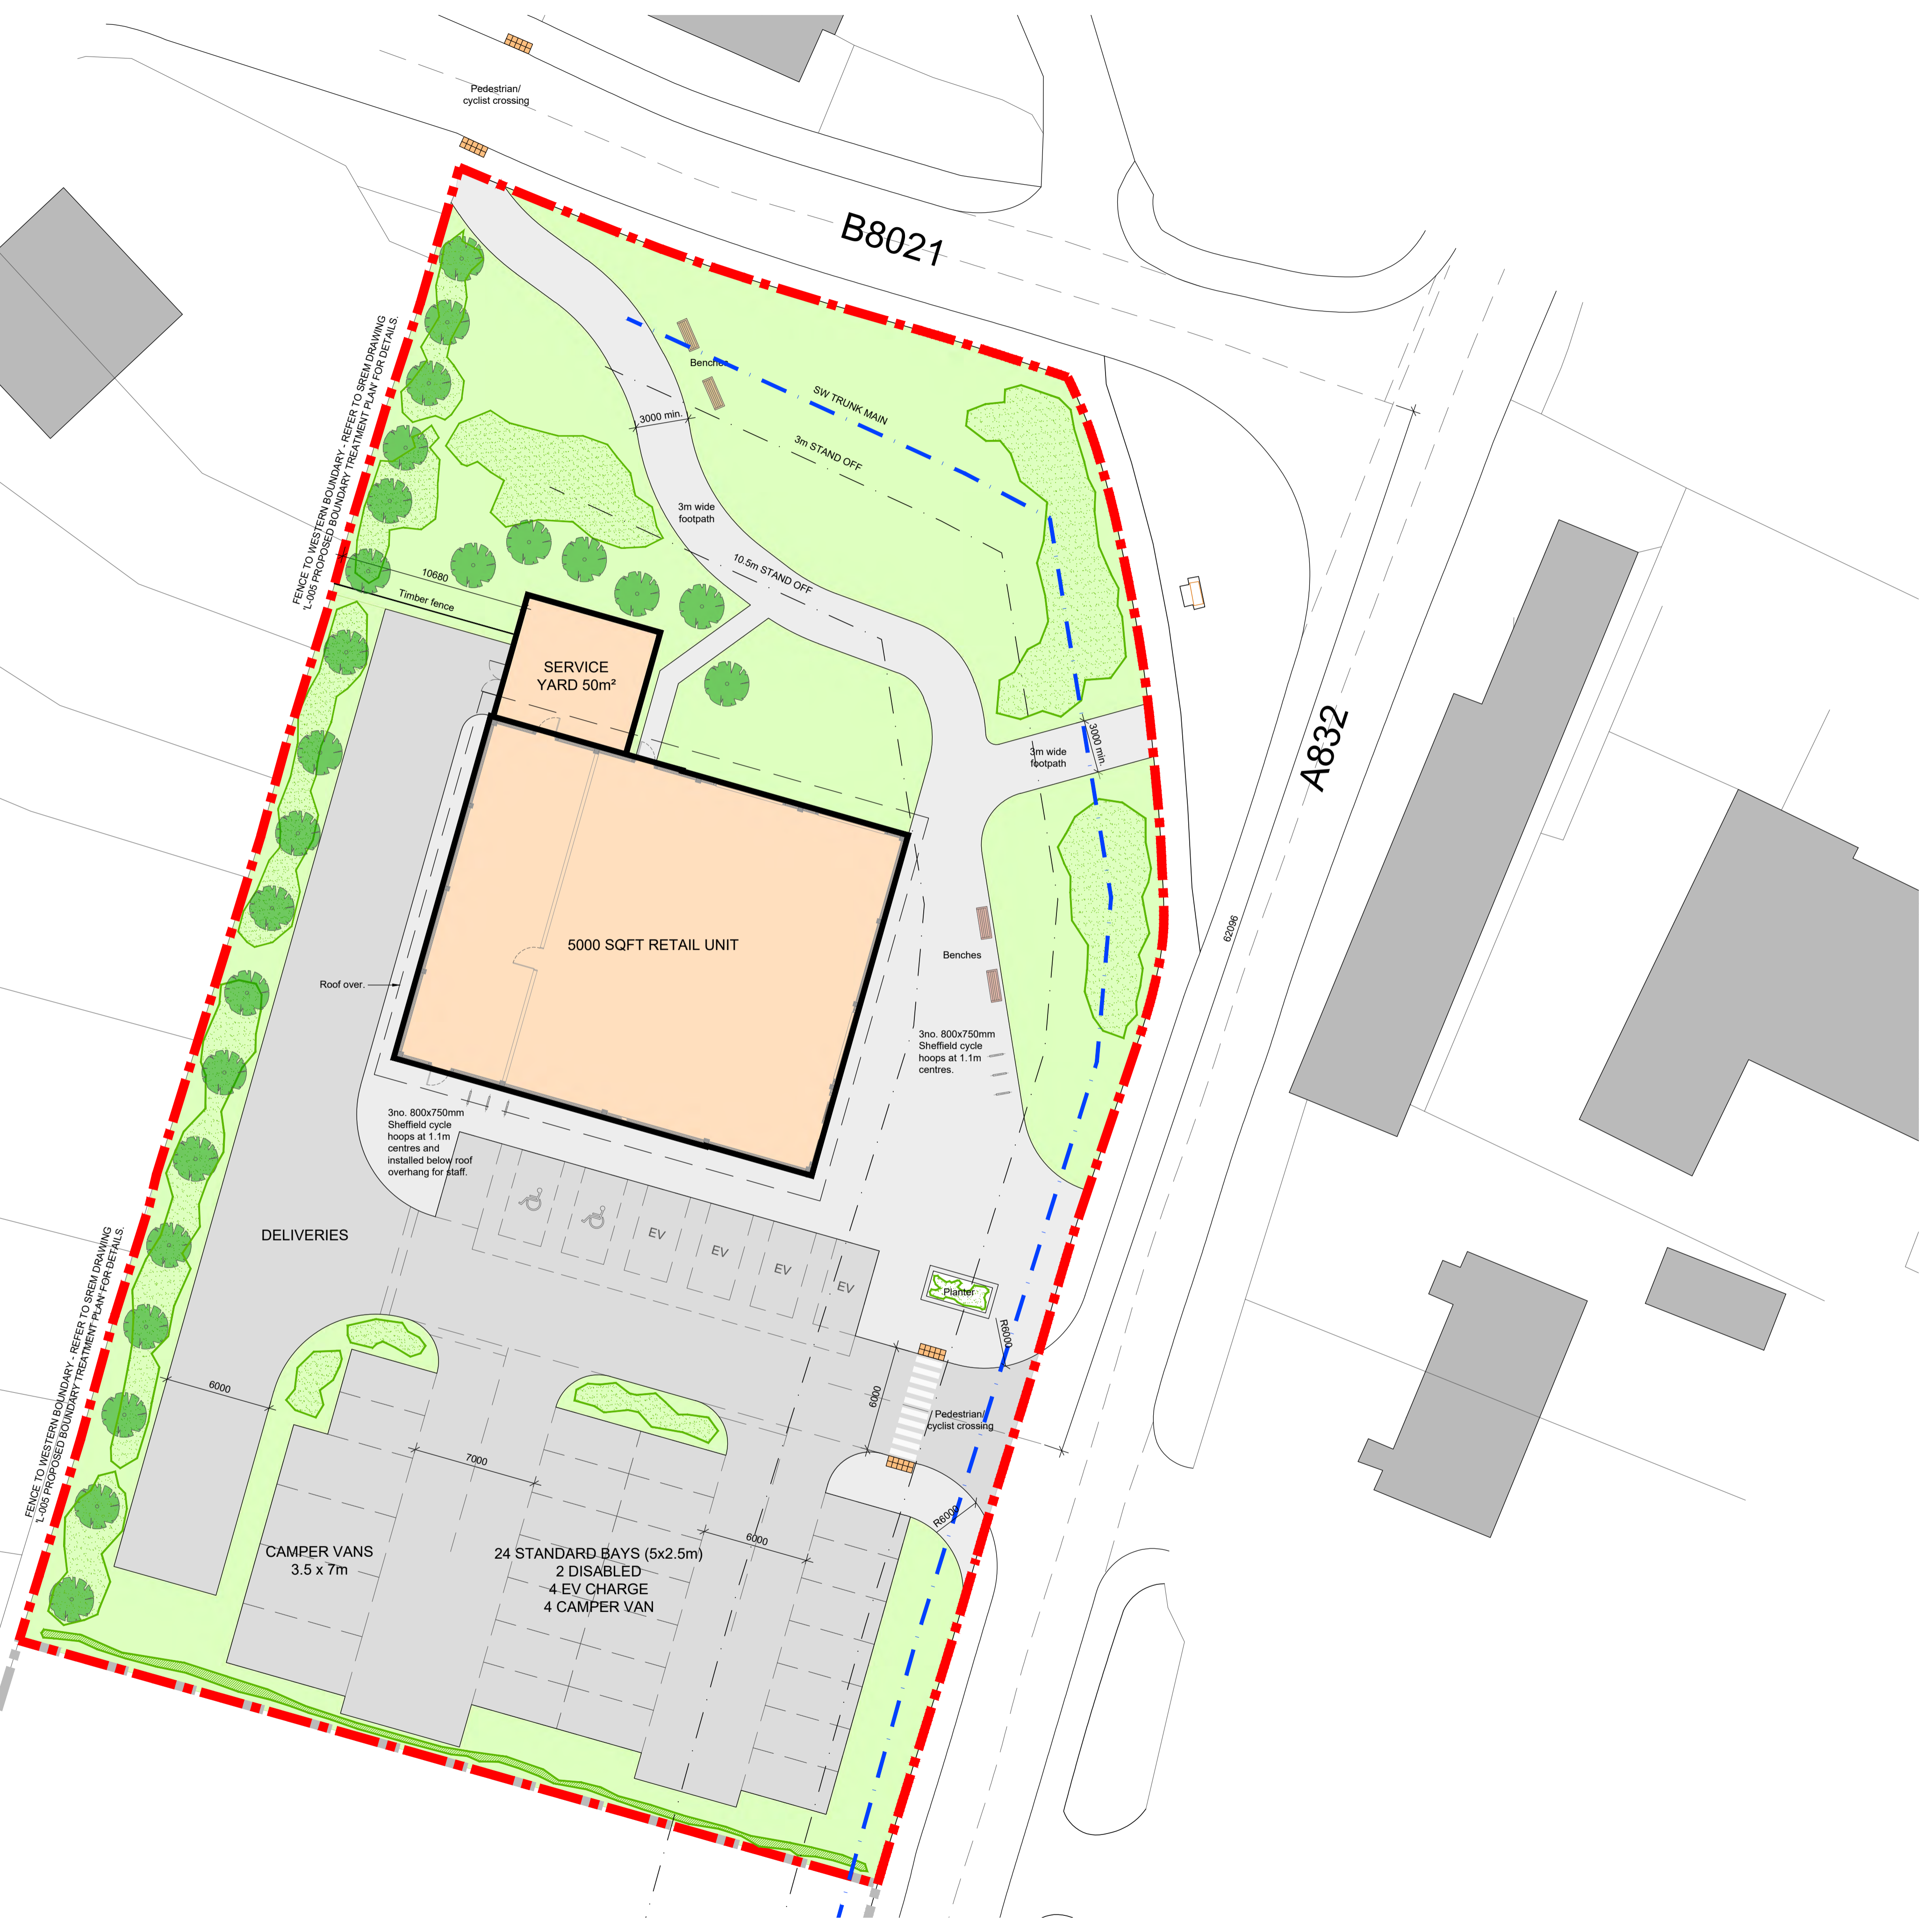 Pedestrian/
cyclist crossing
B8021
FENCE TO WESTERN BOUNDARY - REFER TO SREM DRAWING
'L-005 PROPOSED BOUNDARY TREATMENT PLAN' FOR DETAILS.
Benches
SW TRUNK MAIN
3000 min.
3m STAND OFF
3m wide
footpath
10.5m STAND OFF
10680
Timber fence
SERVICE
YARD 50m²
3m wide
footpath
3000 min.
A832
62096
5000 SQFT RETAIL UNIT
Benches
Roof over.
3no. 800x750mm
Sheffield cycle
hoops at 1.1m
centres.
3no. 800x750mm
Sheffield cycle
hoops at 1.1m
centres and
installed below roof
overhang for staff.
DELIVERIES
EV
EV
EV
EV
Planter
R6000
FENCE TO WESTERN BOUNDARY - REFER TO SREM DRAWING
'L-005 PROPOSED BOUNDARY TREATMENT PLAN' FOR DETAILS.
6000
6000
Pedestrian/
cyclist crossing
7000
R6000
6000
CAMPER VANS
3.5 x 7m
24 STANDARD BAYS (5x2.5m)
2 DISABLED
4 EV CHARGE
4 CAMPER VAN